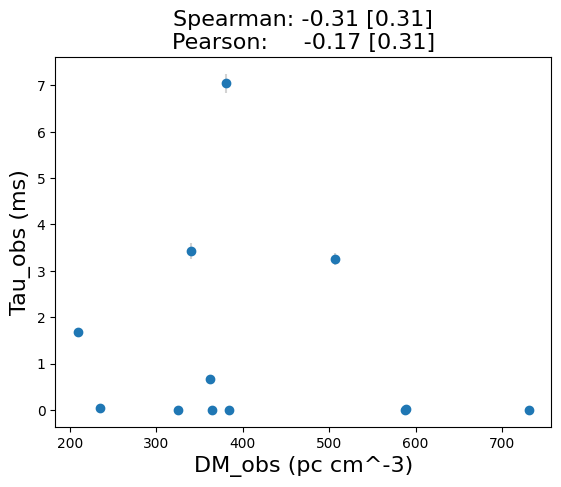 Spearman: -0.31 [0.31]
Pearson: -0.17 [0.31]
7
6
5
4
3
2
1
0
Tau_obs (ms)
200 300 400 500 600 700
DM_obs (pc cm^-3)